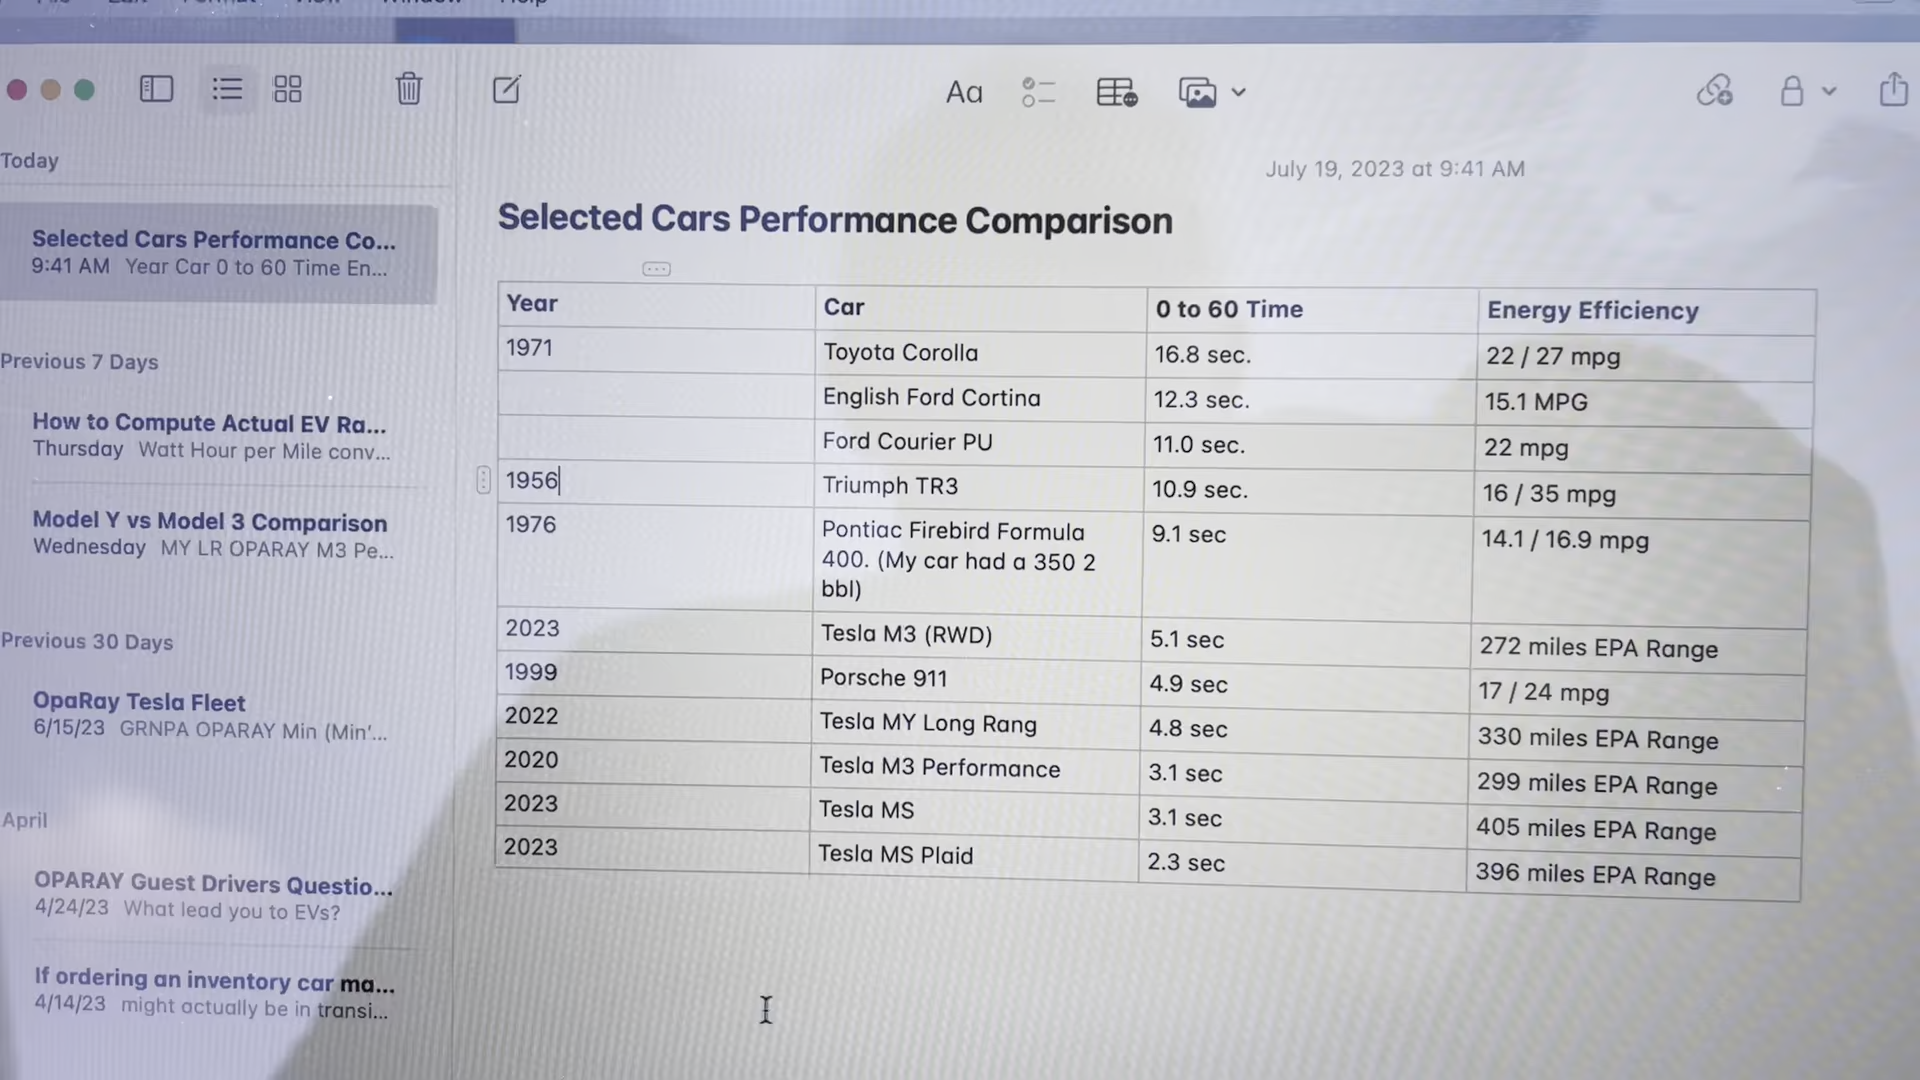 Window
Help
Aa
Today
July 19, 2023 at 9:41 AM
Selected Cars Performance Comparison
Selected Cars Performance Co...
9:41 AM Year Car 0 to 60 Time En...
Previous 7 Days
How to Compute Actual EV Ra...
Thursday Watt Hour per Mile conv...
Model Y vs Model 3 Comparison
Wednesday MY LR OPARAY M3 Pe...
Previous 30 Days
OpaRay Tesla Fleet
6/15/23 GRNPA OPARAY Min (Min'...
April
OPARAY Guest Drivers Questio...
4/24/23 What lead you to EVs?
If ordering an inventory car ma...
4/14/23 might actually be in transi...
Year Car 0 to 60 Time Energy Efficiency
1971 Toyota Corolla 16.8 sec. 22 / 27 mpg
English Ford Cortina 12.3 sec. 15.1 MPG
Ford Courier PU 11.0 sec. 22 mpg
1956 Triumph TR3 10.9 sec. 16 / 35 mpg
1976 Pontiac Firebird Formula 9.1 sec 14.1 / 16.9 mpg
400. (My car had a 350 2
bbl)
2023 Tesla M3 (RWD) 5.1 sec 272 miles EPA Range
1999 Porsche 911 4.9 sec 17 / 24 mpg
2022 Tesla MY Long Rang 4.8 sec 330 miles EPA Range
2020 Tesla M3 Performance 3.1 sec 299 miles EPA Range
2023 Tesla MS 3.1 sec 405 miles EPA Range
2023 Tesla MS Plaid 2.3 sec 396 miles EPA Range